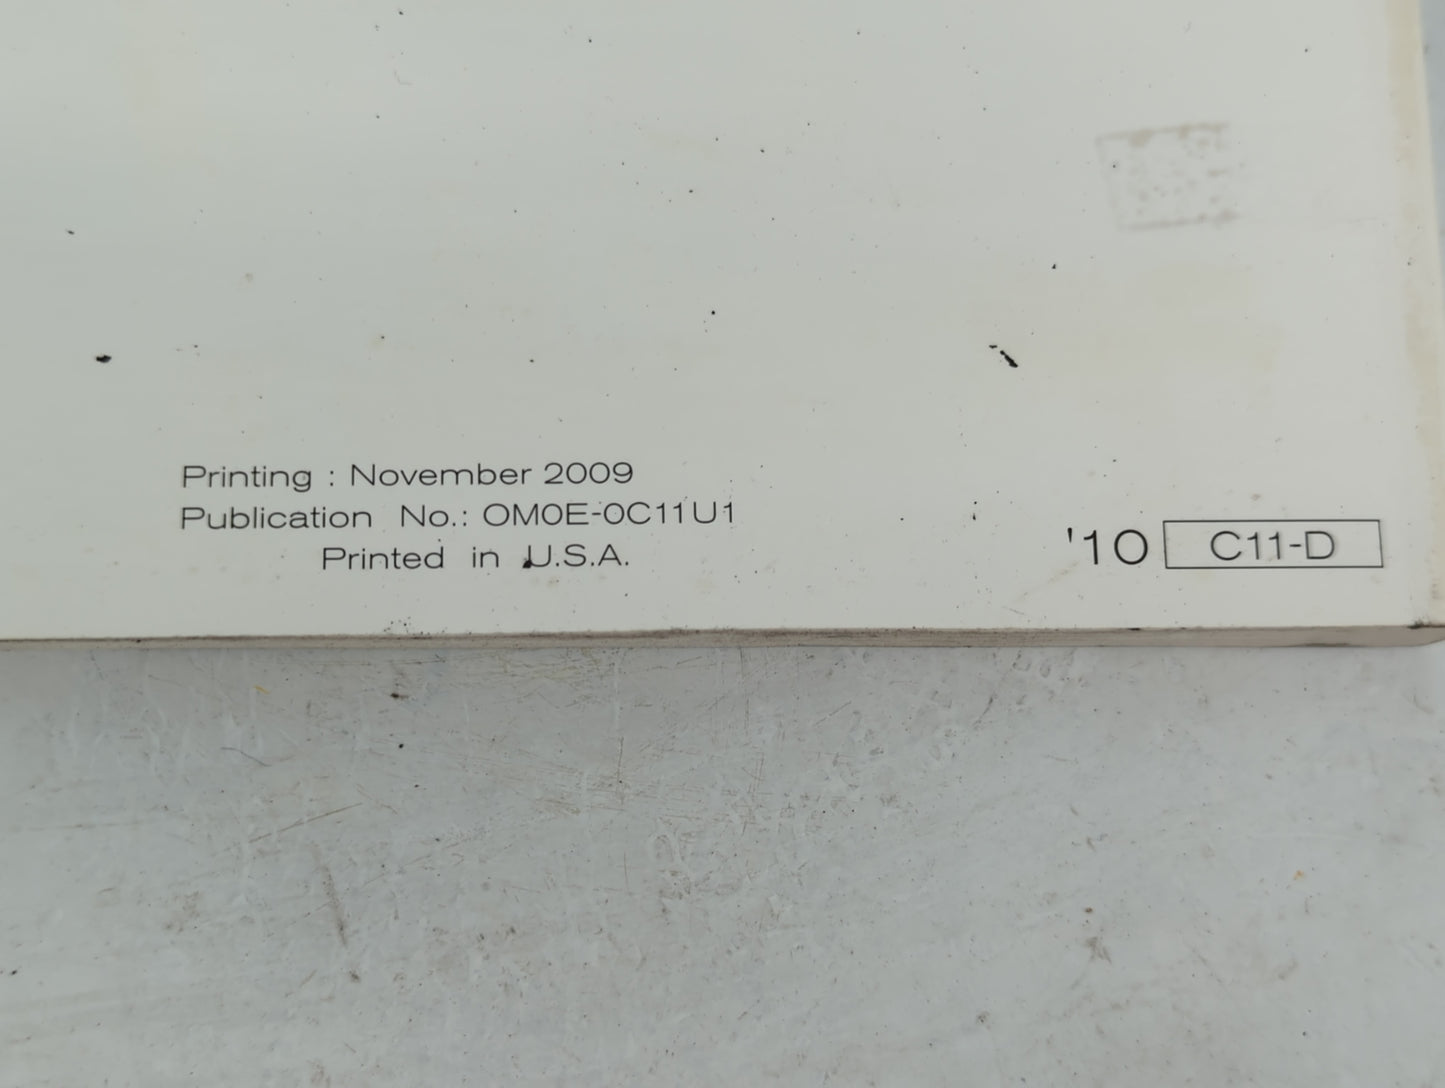 Printing : November 2009
Publication No.: OM0E-0C11U1
Printed in U.S.A.
'10 C11-D